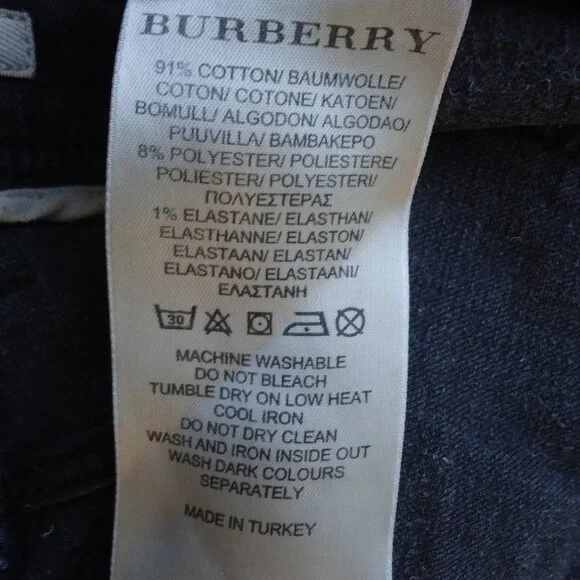 BURBERRY
91% COTTON/ BAUMWOLLE/
COTON/ COTONE/ KATOEN/
BOMULL/ ALGODON/ ALGODAO/
PUUVILLA/ BAMBAKEPO
8% POLYESTER/ POLIESTERE/
POLIESTER/ POLYESTERI/
ΠΟΛΥΕΣΤΕΡΑΣ
1% ELASTANE/ ELASTHAN/
ELASTHANNE/ ELASTON/
ELASTAAN/ ELASTAN/
ELASTANO/ ELASTAANI/
ΕΛΑΣΤΑΝΗ
30
MACHINE WASHABLE
DO NOT BLEACH
TUMBLE DRY ON LOW HEAT
COOL IRON
DO NOT DRY CLEAN
WASH AND IRON INSIDE OUT
WASH DARK COLOURS
SEPARATELY
MADE IN TURKEY